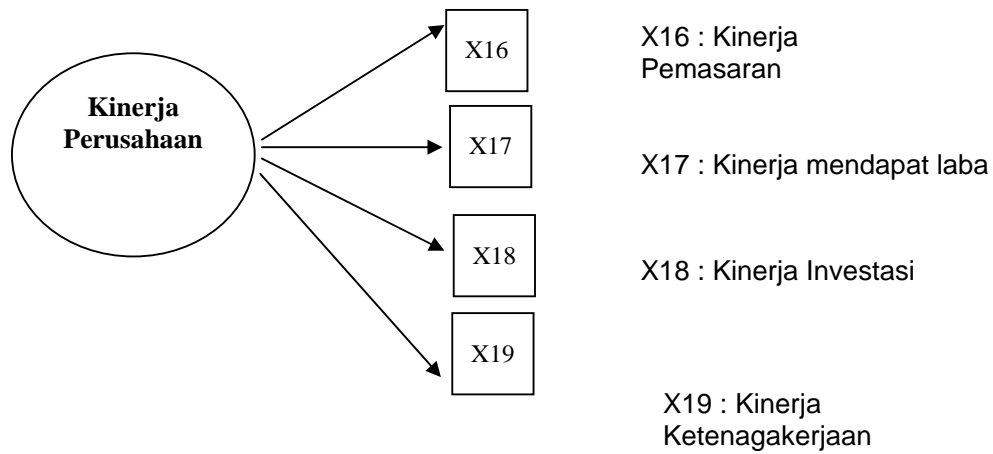 Kinerja
Perusahaan
X16
X17
X18
X19
X16 : Kinerja
Pemasaran
X17 : Kinerja mendapat laba
X18 : Kinerja Investasi
X19 : Kinerja
Ketenagakerjaan